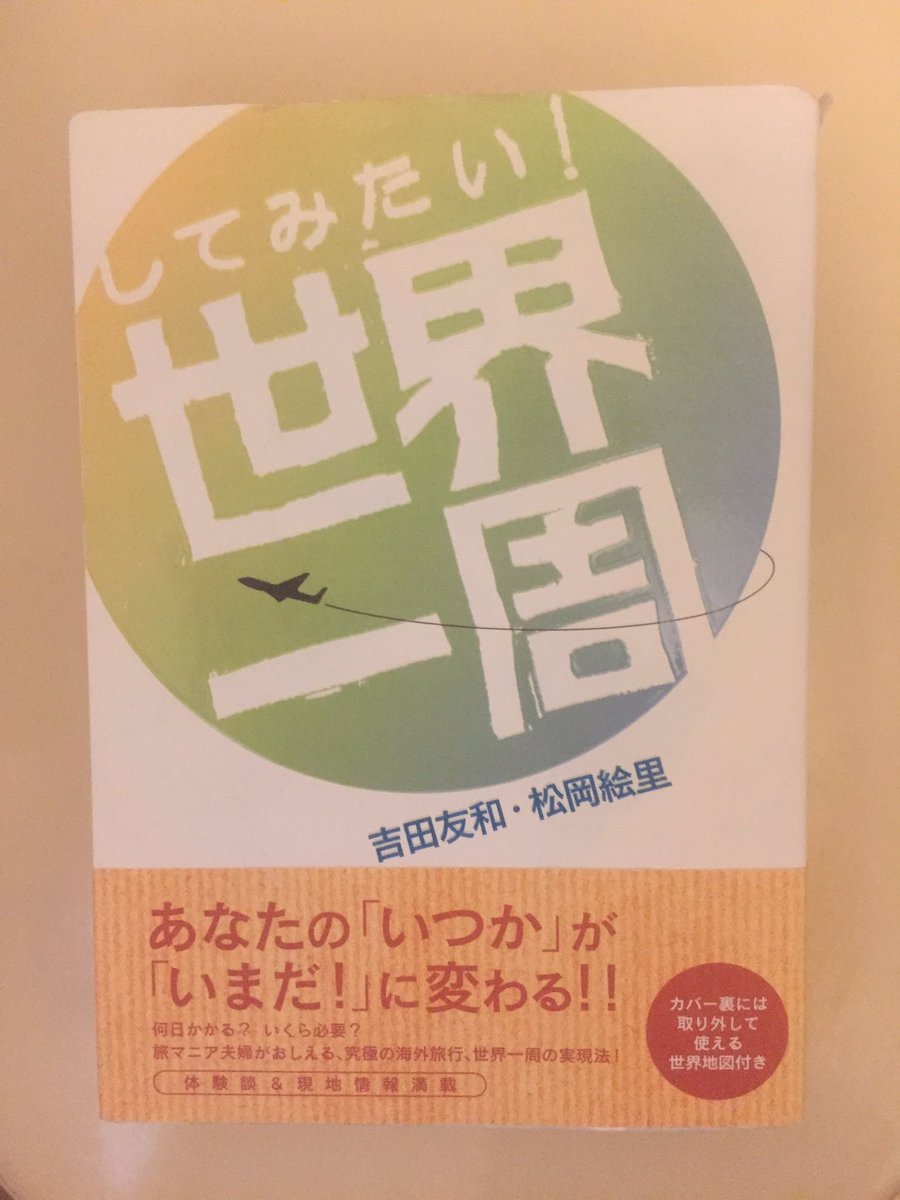 してみたい!
世界
一周
吉田友和・松岡絵里
あなたの「いつか」が
「いまだ!」に変わる!!
何日かかる? いくら必要?
旅マニア夫婦がおしえる、究極の海外旅行、世界一周の実現法!
体験談&現地情報満載
カバー裏には
取り外して
使える
世界地図付き